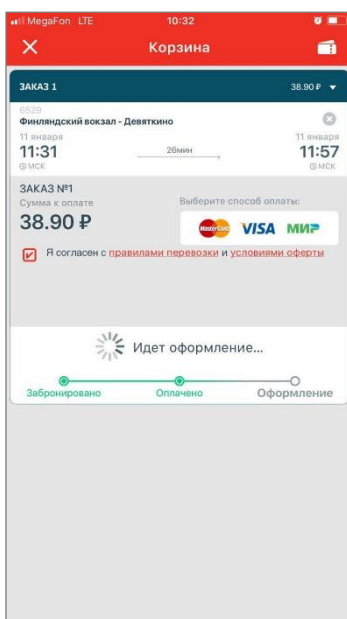 MegaFon LTE 10:32
Корзина
ЗАКАЗ 1 38.90 ₽
6529
Финляндский вокзал - Девяткино
11 января 11 января
11:31 26мин 11:57
МСК МСК
ЗАКАЗ №1
Сумма к оплате Выберите способ оплаты:
38.90 ₽ MasterCard VISA МИР
Я согласен с правилами перевозки и условиями оферты
Идет оформление...
Забронировано Оплачено Оформление